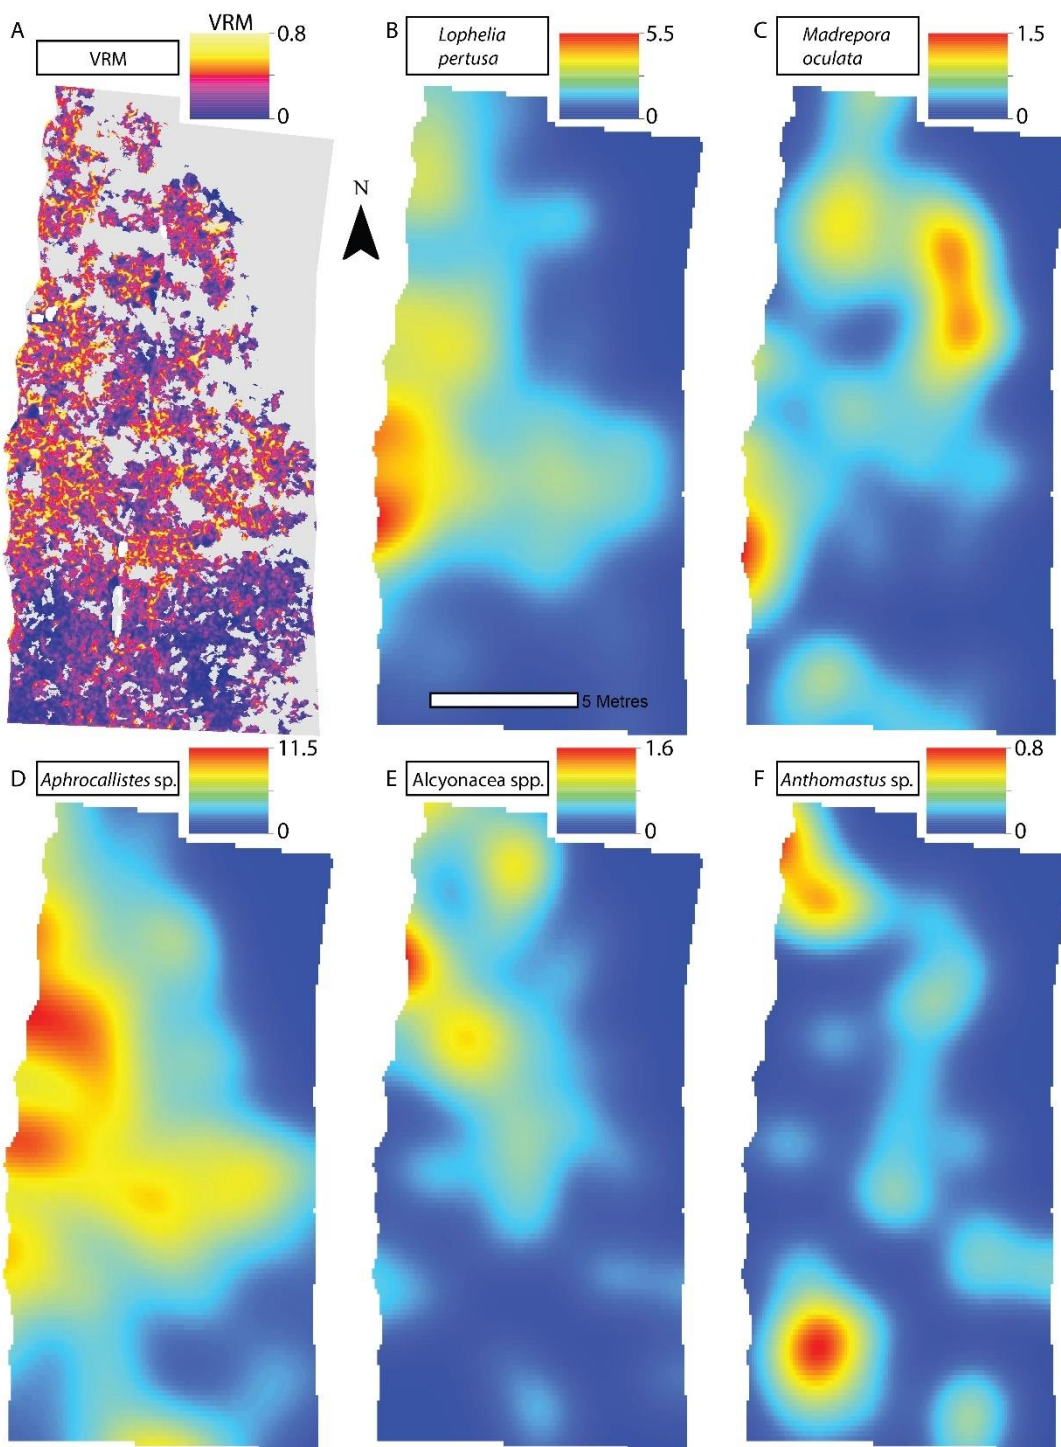 A
VRM
VRM
0.8
0
B
Lophelia
pertusa
5.5
0
C
Madrepora
oculata
1.5
0
N
5 Metres
D
Aphrocallistes sp.
11.5
0
E
Alcyonacea spp.
1.6
0
F
Anthomastus sp.
0.8
0